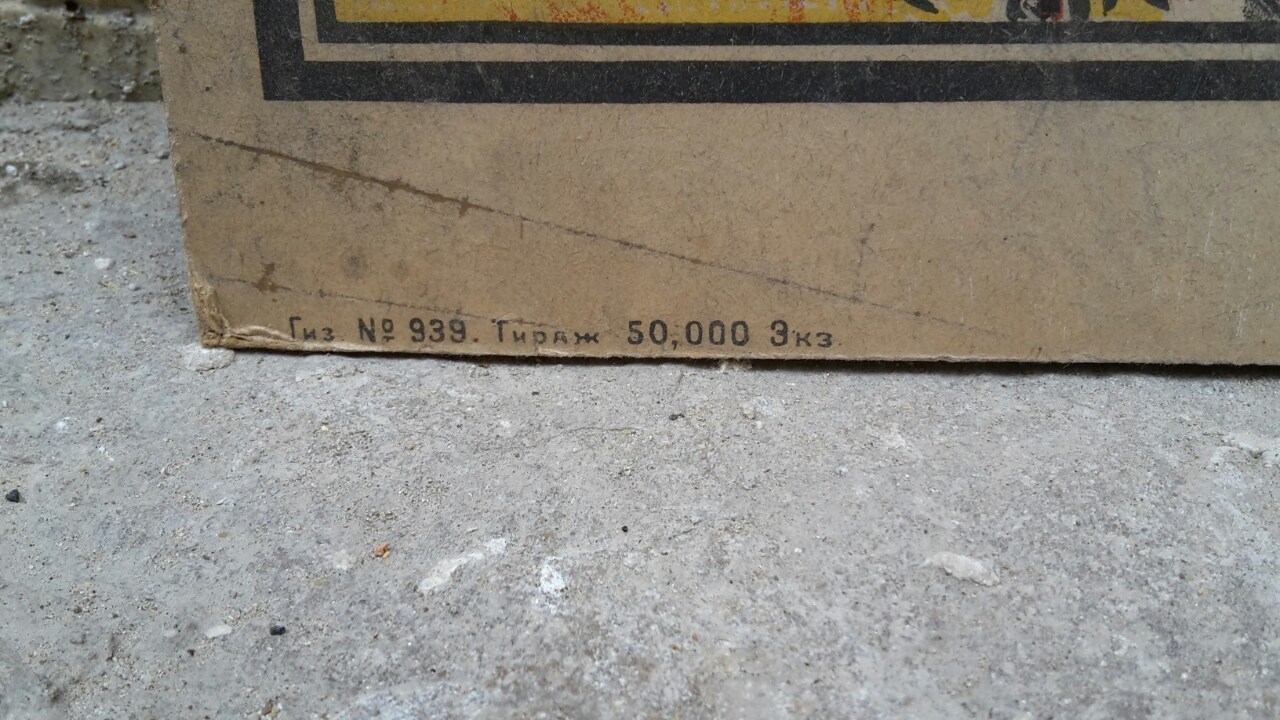 Гиз № 939. Тираж 50,000 Экз.